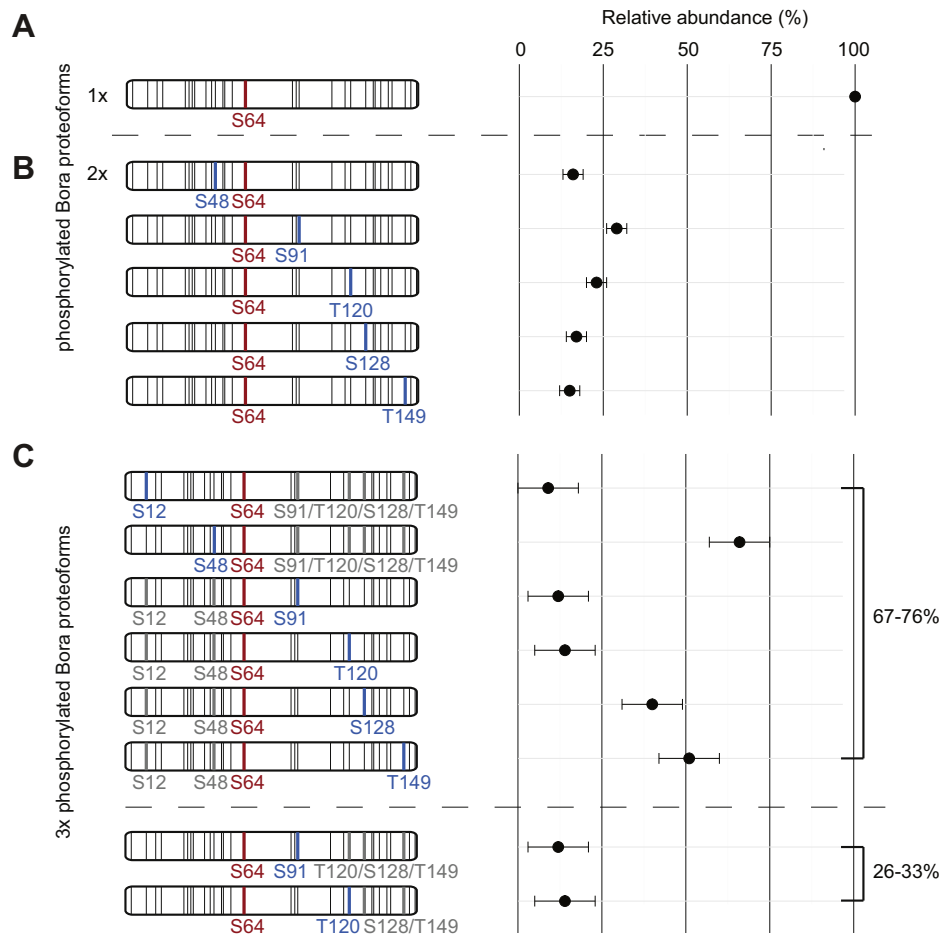 A
Relative abundance (%)
0 25 50 75 100
phosphorylated Bora proteoforms
1x
S64
B
2x
S48 S64
S64 S91
S64 T120
S64 S128
S64 T149
C
3x phosphorylated Bora proteoforms
S12 S64 S91/T120/S128/T149
S48 S64 S91/T120/S128/T149
S12 S48 S64 S91
S12 S48 S64 T120
S12 S48 S64 S128
S12 S48 S64 T149
67-76%
S64 S91 T120/S128/T149
S64 T120 S128/T149
26-33%